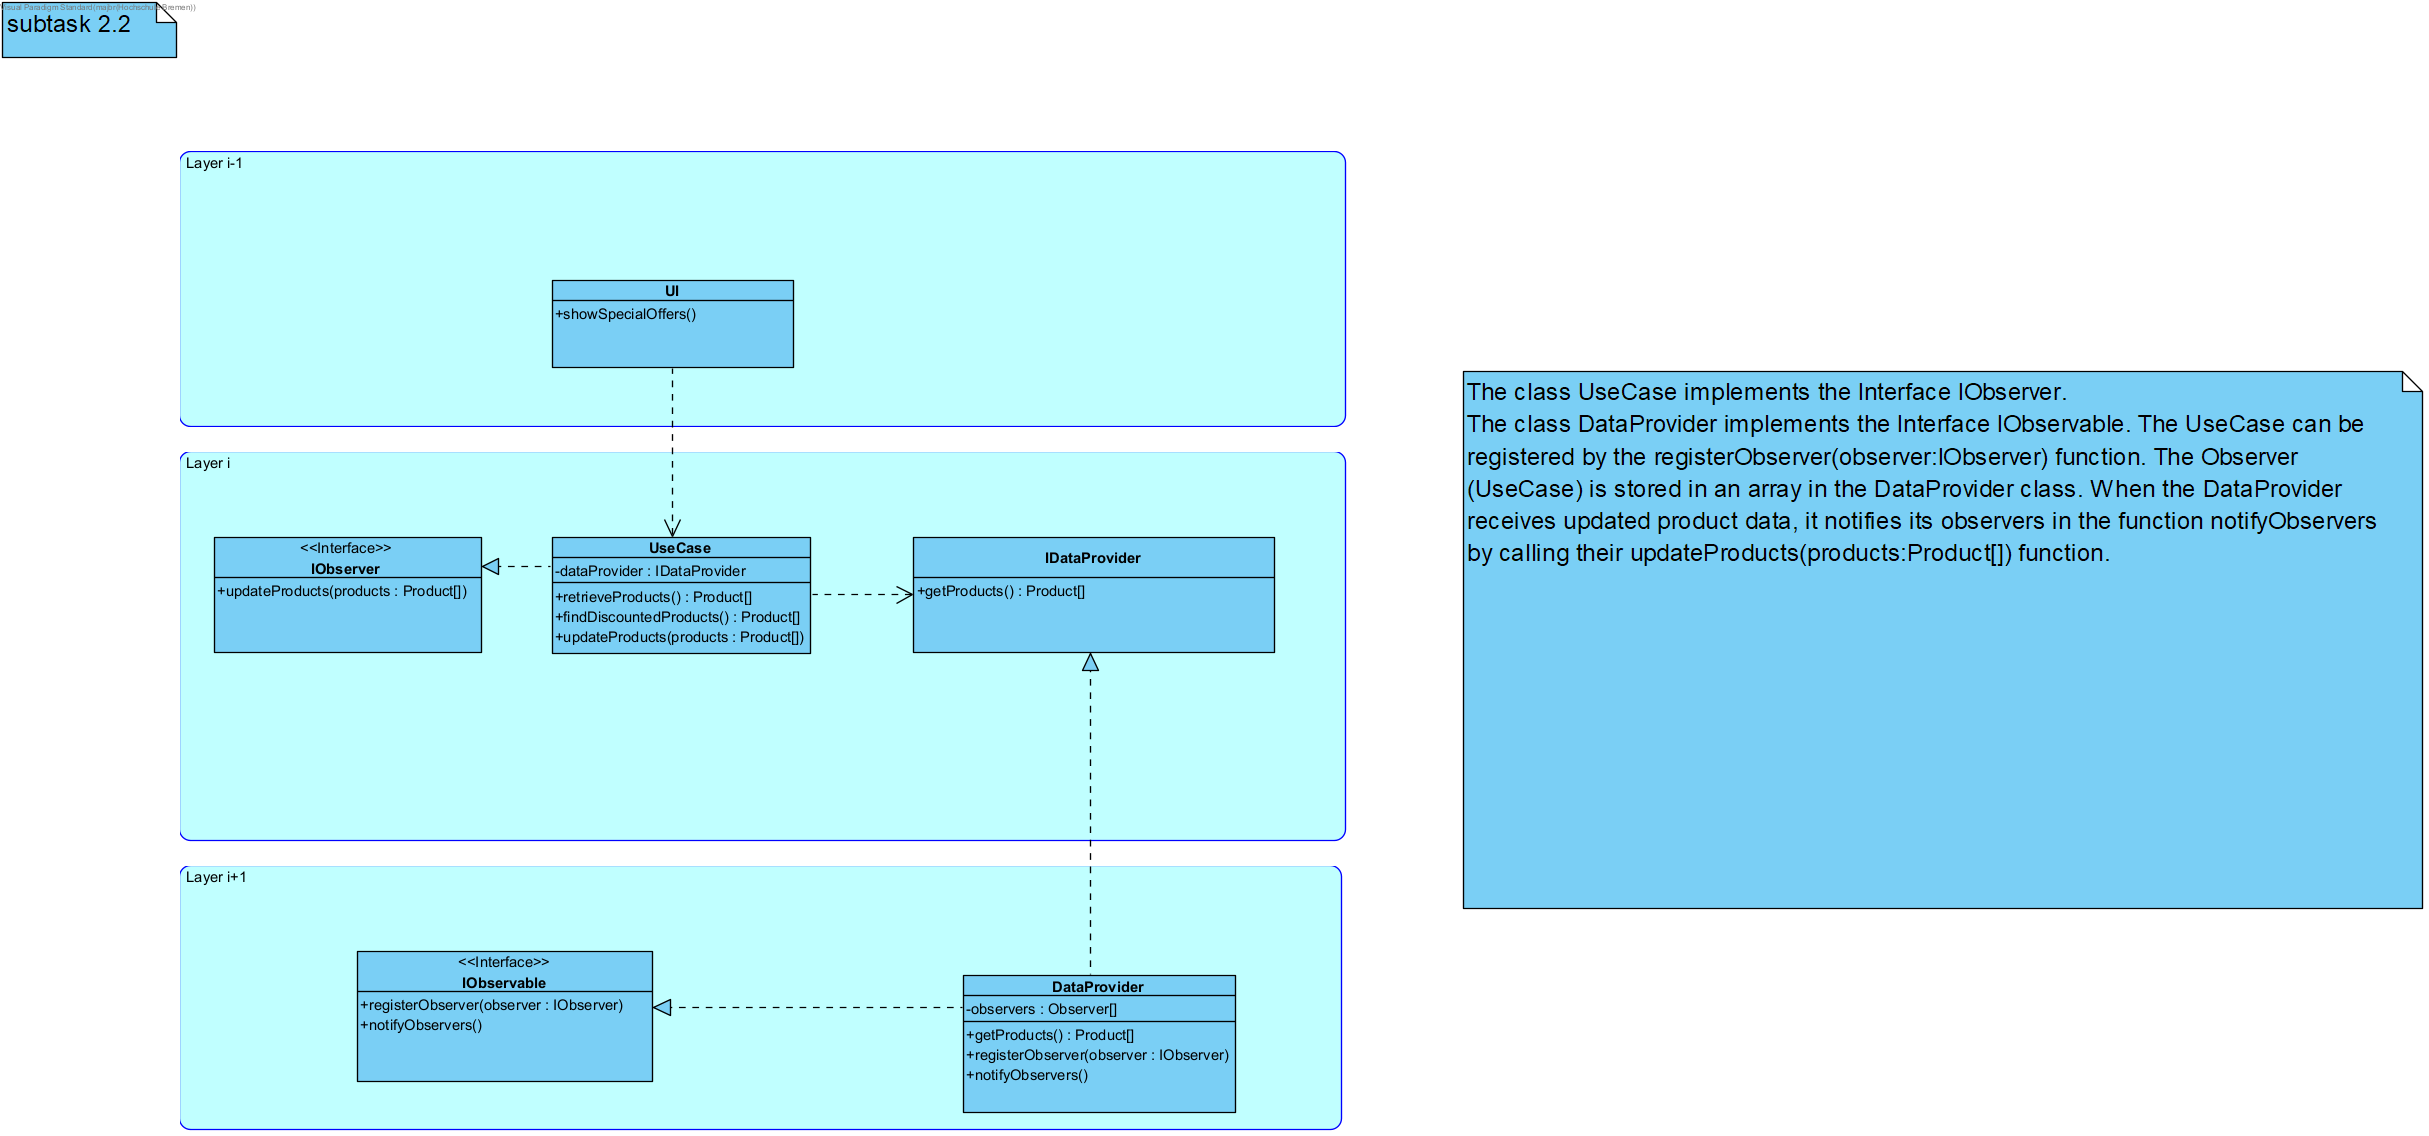 Visual Paradigm Standard(major(Hochschule Bremen))
subtask 2.2
Layer i-1
UI
+showSpecialOffers()
Layer i
<<Interface>>
IObserver
+updateProducts(products : Product[])
UseCase
-dataProvider : IDataProvider
+retrieveProducts() : Product[]
+findDiscountedProducts() : Product[]
+updateProducts(products : Product[])
IDataProvider
+getProducts() : Product[]
Layer i+1
<<Interface>>
IObservable
+registerObserver(observer : IObserver)
+notifyObservers()
DataProvider
-observers : Observer[]
+getProducts() : Product[]
+registerObserver(observer : IObserver)
+notifyObservers()
The class UseCase implements the Interface IObserver.
The class DataProvider implements the Interface IObservable. The UseCase can be
registered by the registerObserver(observer:IObserver) function. The Observer
(UseCase) is stored in an array in the DataProvider class. When the DataProvider
receives updated product data, it notifies its observers in the function notifyObservers
by calling their updateProducts(products:Product[]) function.